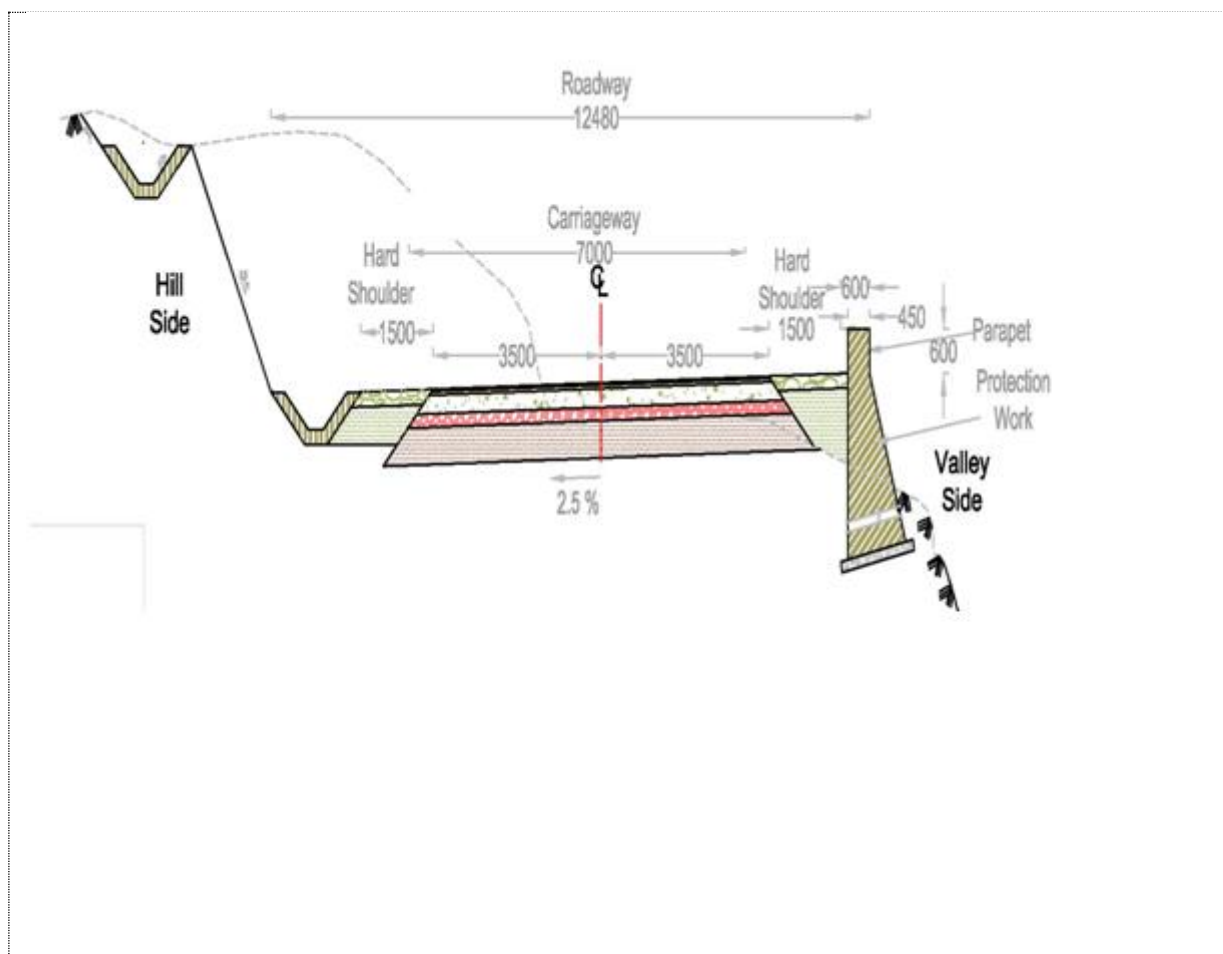 Roadway
12480
Carriageway
7000
Hard
Shoulder
1500
Hard
Shoulder
1500
℄
600
450
600
Parapet
Protection
Work
Hill
Side
3500
3500
Valley
Side
2.5 %